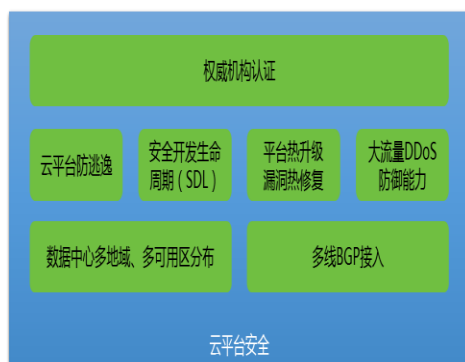 权威机构认证
云平台防逃逸
安全开发生命
周期（SDL）
平台热升级
漏洞热修复
大流量DDoS
防御能力
数据中心多地域、多可用区分布
多线BGP接入
云平台安全